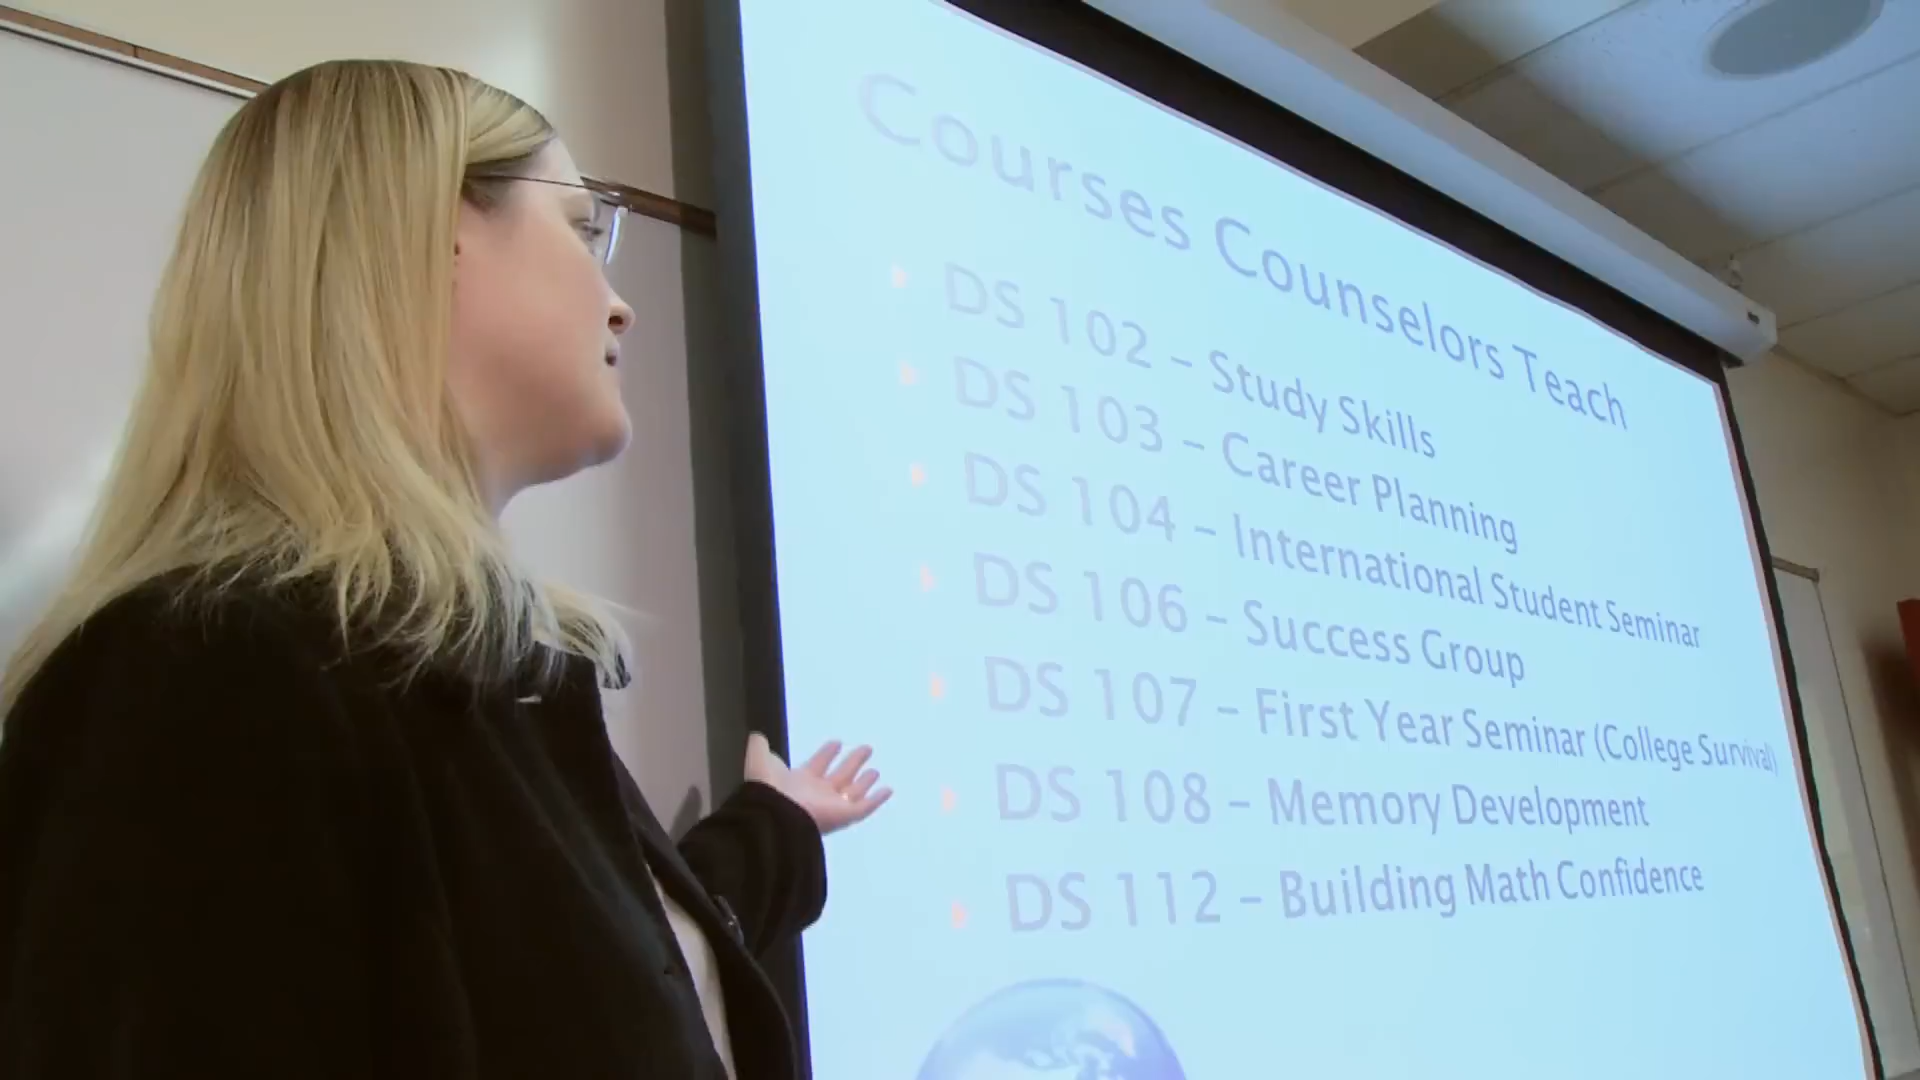 Courses Counselors Teach
DS 102 – Study Skills
DS 103 – Career Planning
DS 104 – International Student Seminar
DS 106 – Success Group
DS 107 – First Year Seminar (College Survival)
DS 108 – Memory Development
DS 112 – Building Math Confidence